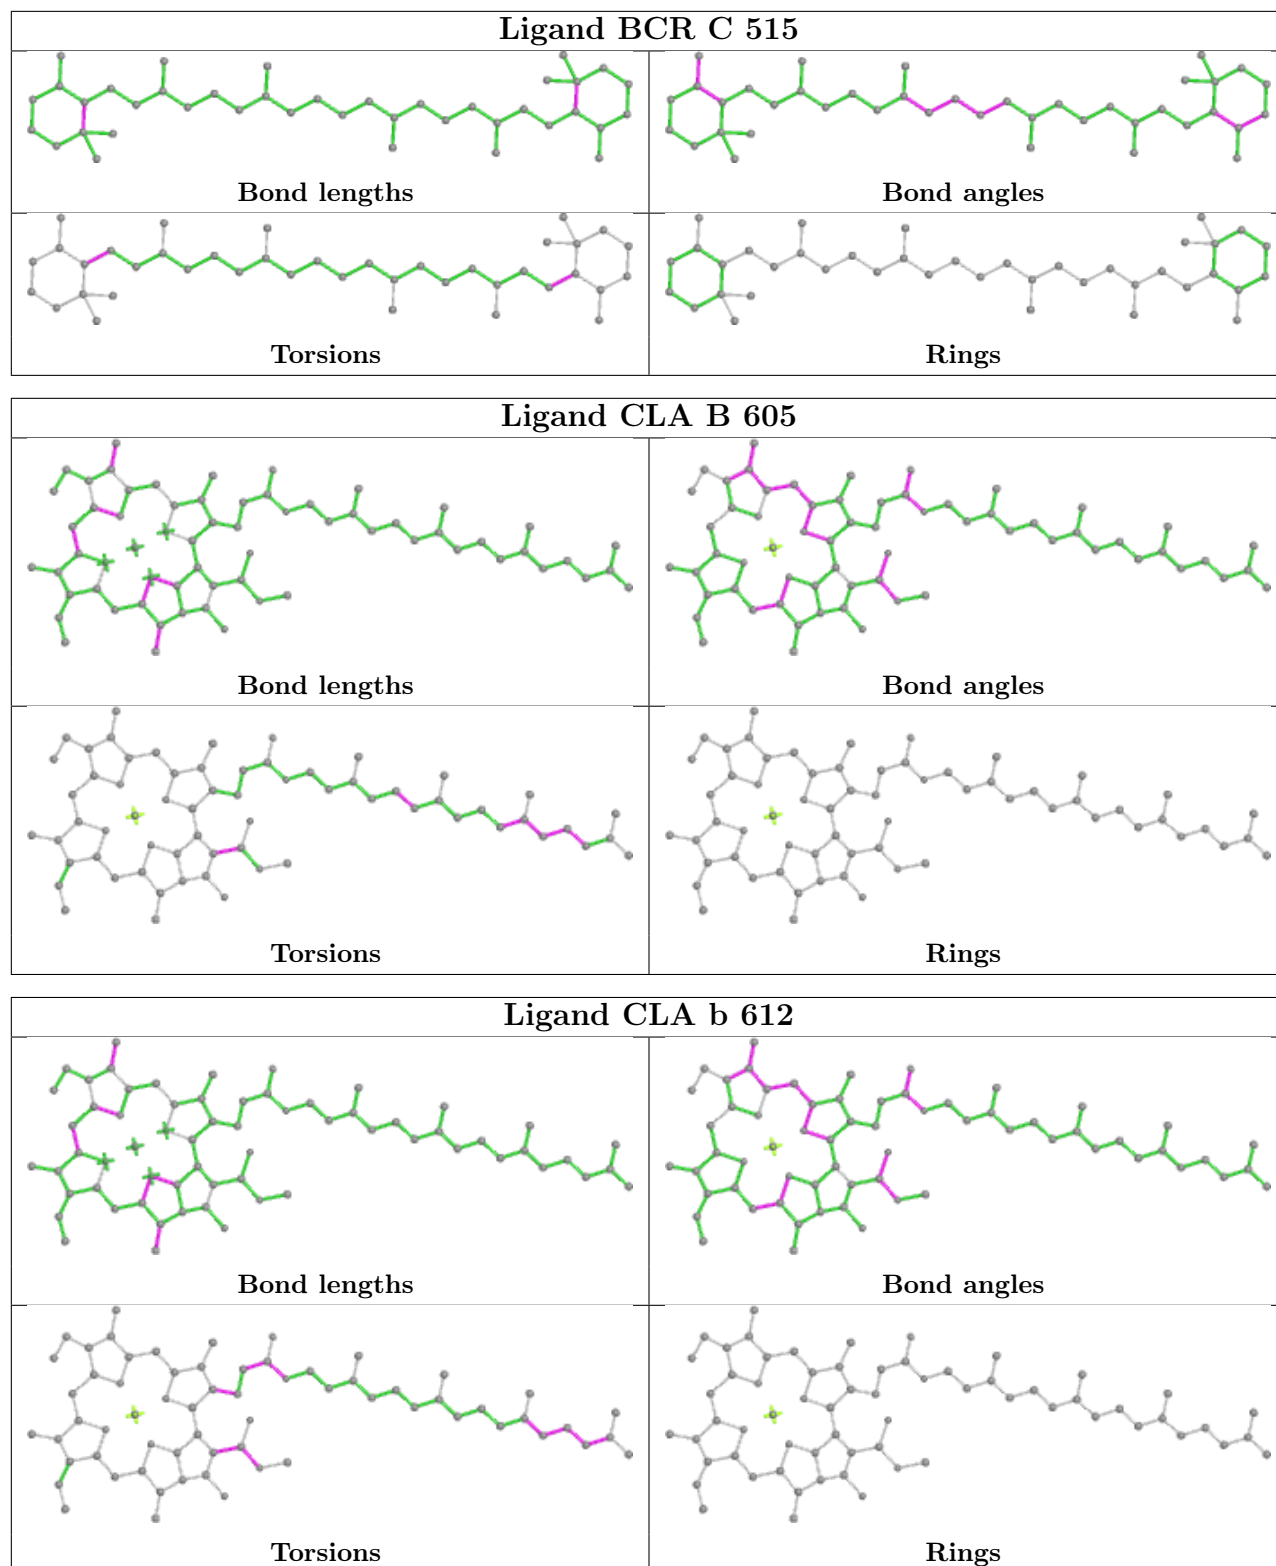 Ligand BCR C 515
Bond lengths
Bond angles
Torsions
Rings
Ligand CLA B 605
Bond lengths
Bond angles
Torsions
Rings
Ligand CLA b 612
Bond lengths
Bond angles
Torsions
Rings